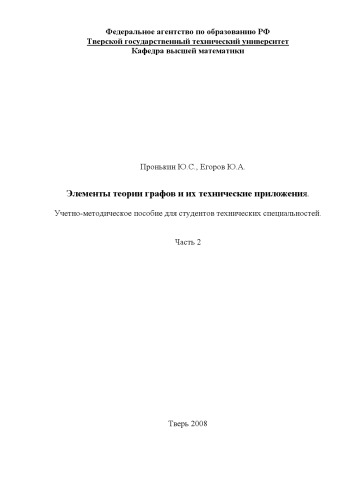 Федеральное агентство по образованию РФ
Тверской государственный технический университет
Кафедра высшей математики
Пронькин Ю.С., Егоров Ю.А.
Элементы теории графов и их технические приложения.
Учетно-методическое пособие для студентов технических специальностей.
Часть 2
Тверь 2008